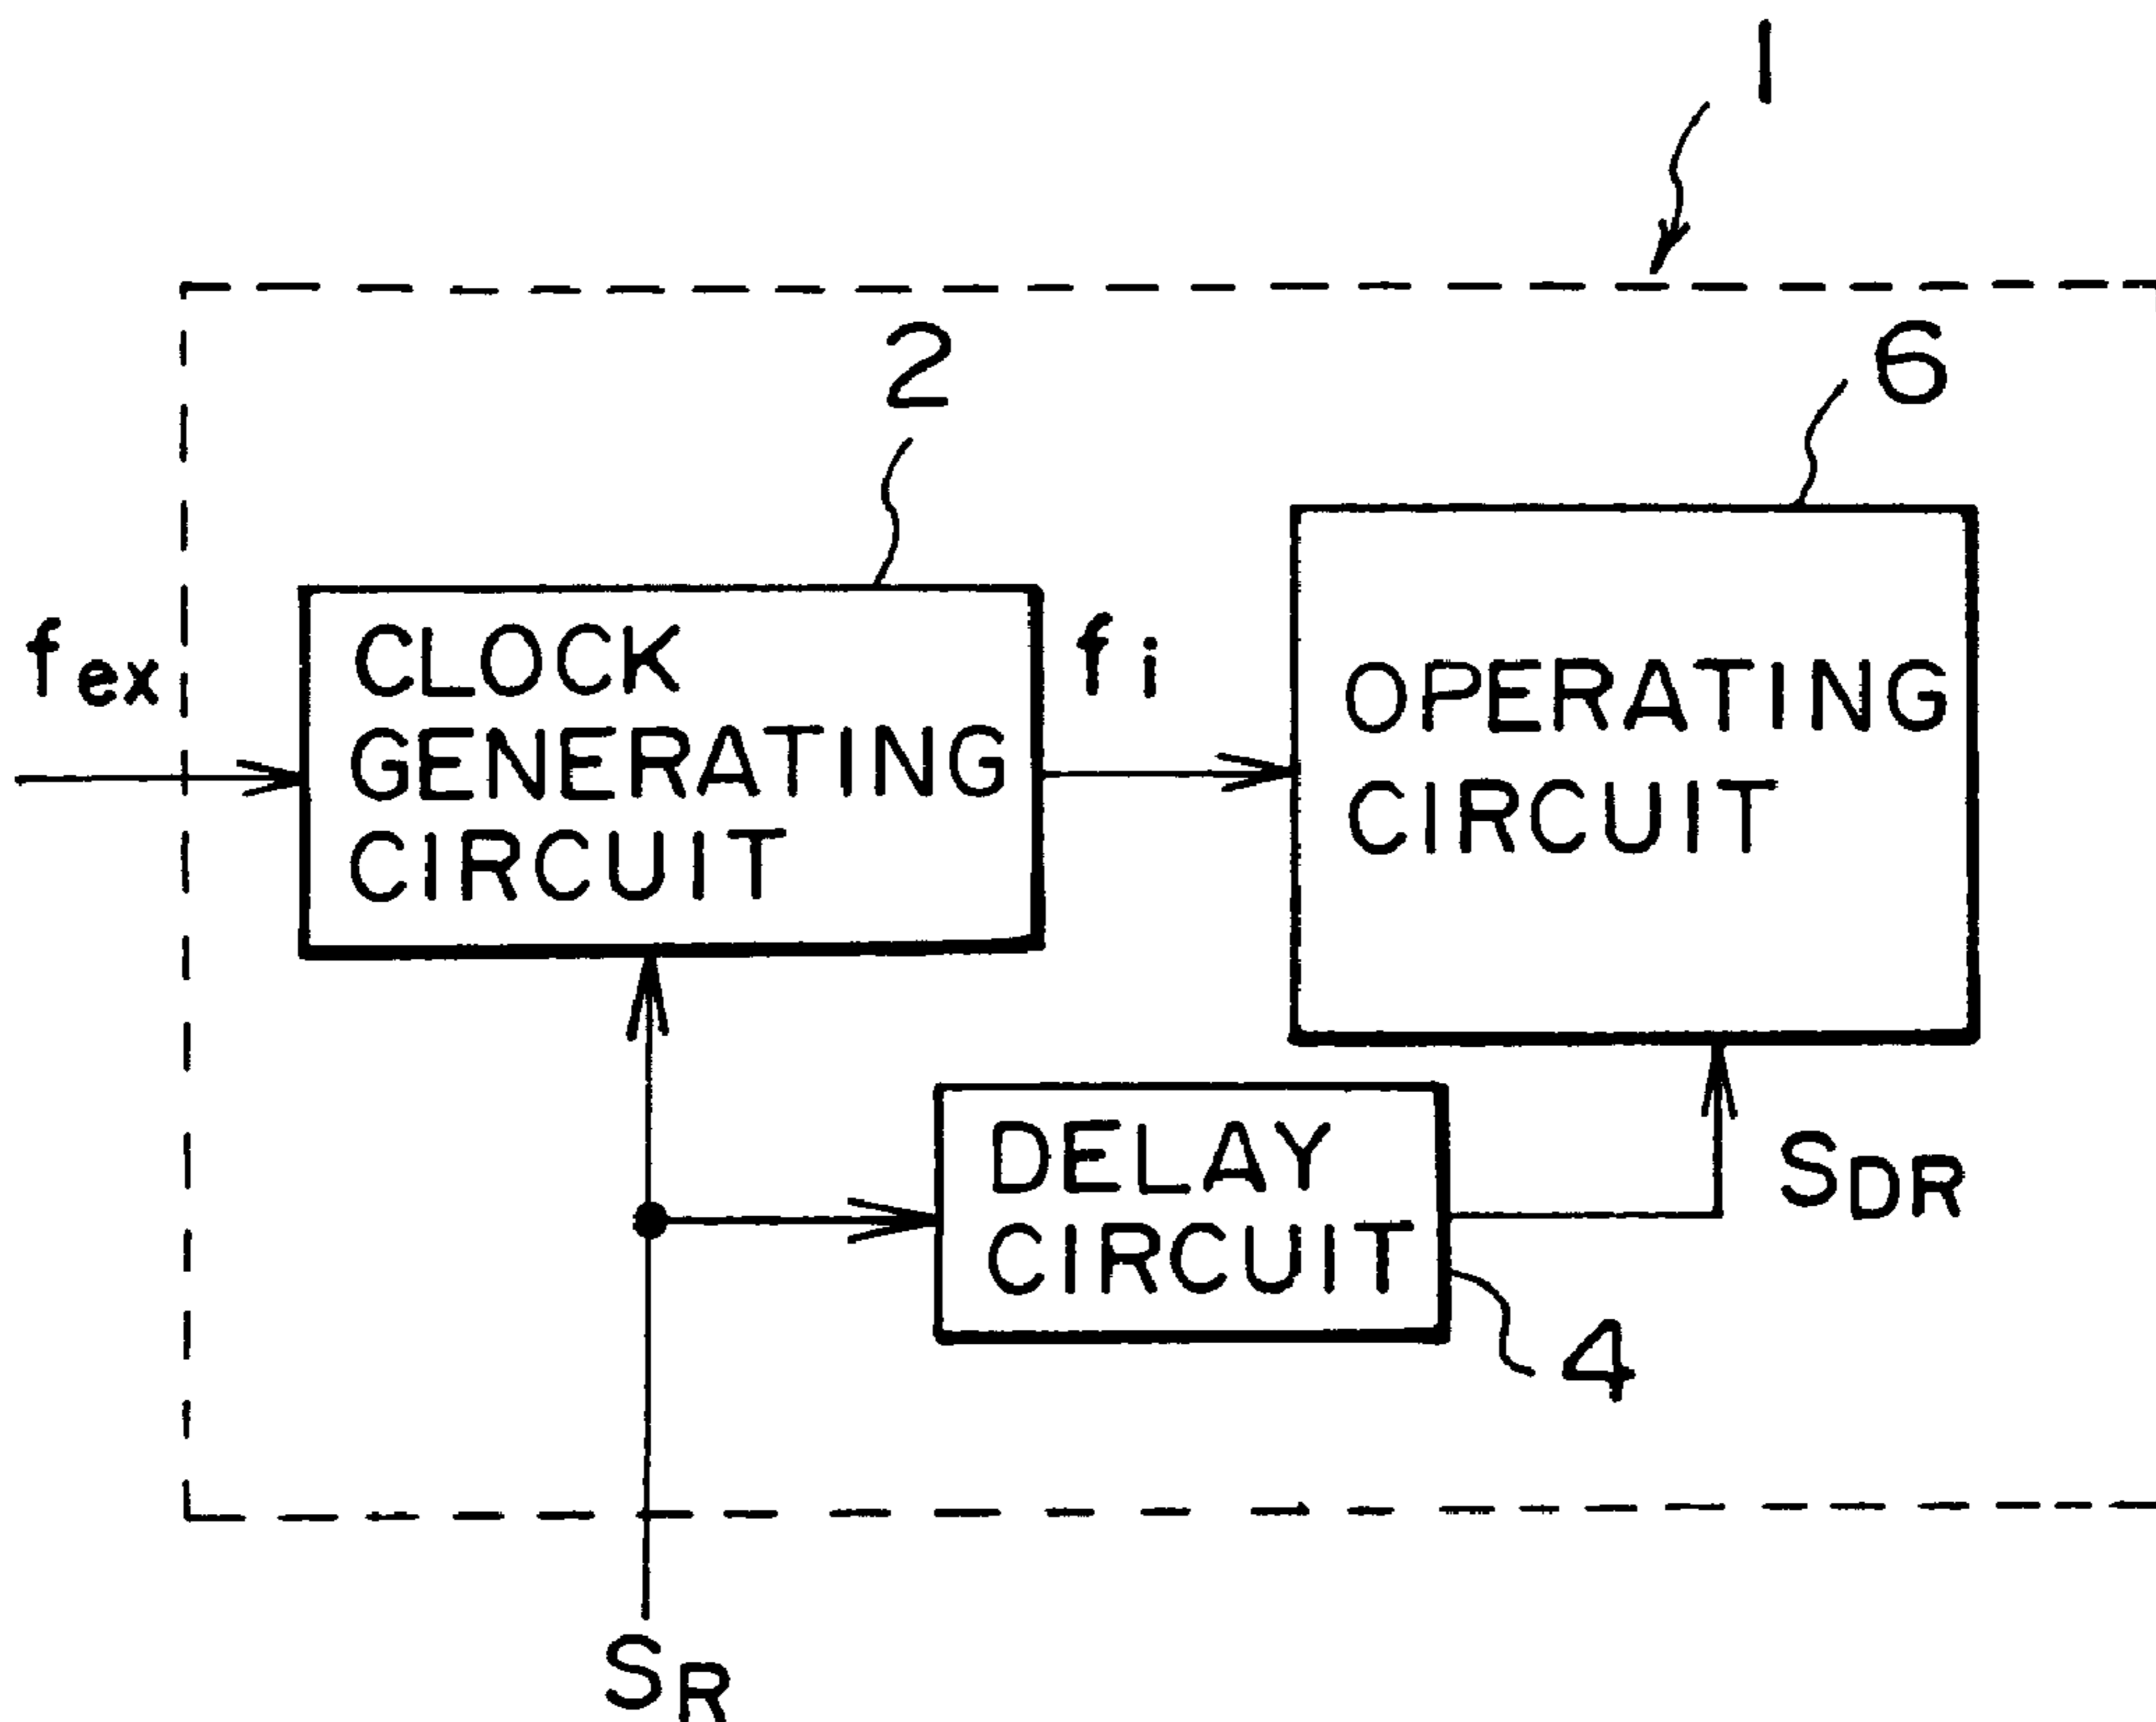 1
2
6
fex
CLOCK
GENERATING
CIRCUIT
fi
OPERATING
CIRCUIT
DELAY
CIRCUIT
SDR
4
SR